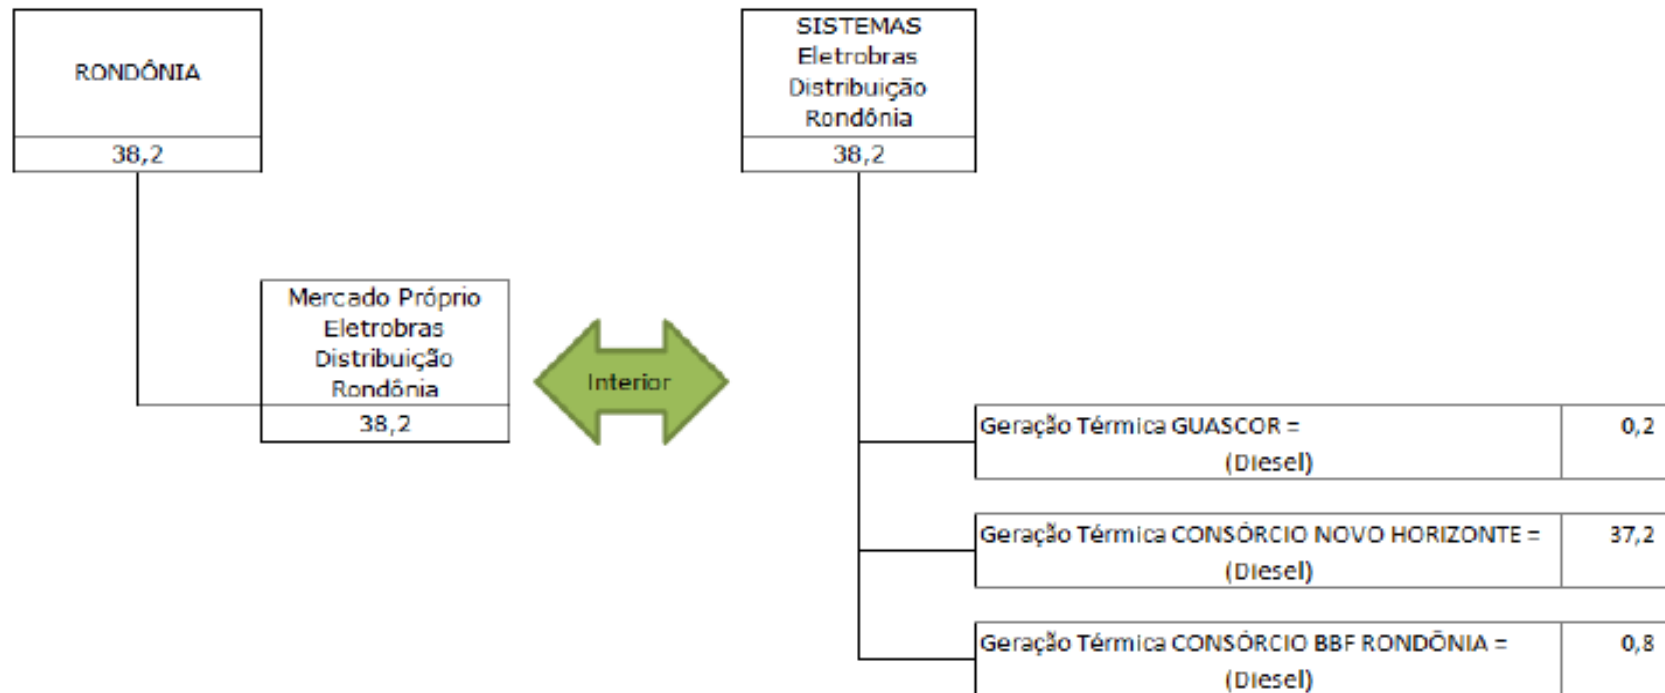 RONDÔNIA
38,2
SISTEMAS
Eletrobras
Distribuição
Rondônia
38,2
Mercado Próprio
Eletrobras
Distribuição
Rondônia
38,2
Interior
Geração Térmica GUASCOR = 0,2
(Diesel)
Geração Térmica CONSÓRCIO NOVO HORIZONTE = 37,2
(Diesel)
Geração Térmica CONSÓRCIO BBF RONDÔNIA = 0,8
(Diesel)